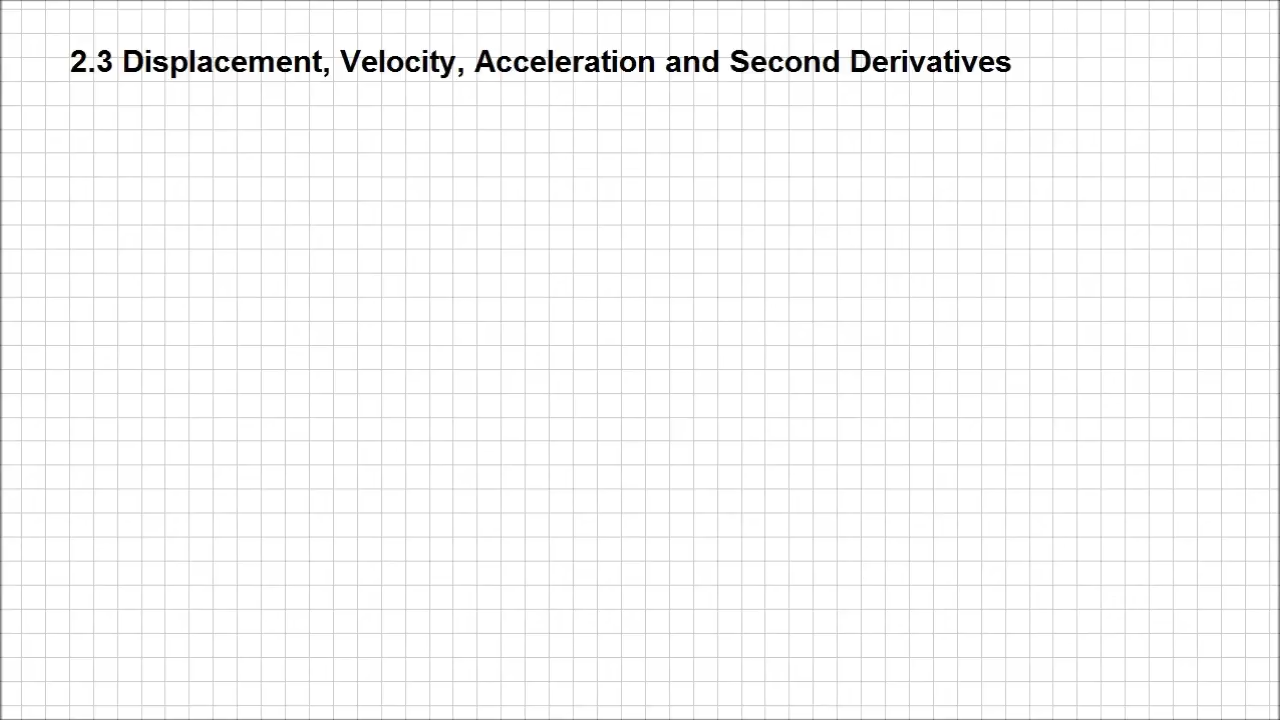 2.3 Displacement, Velocity, Acceleration and Second Derivatives